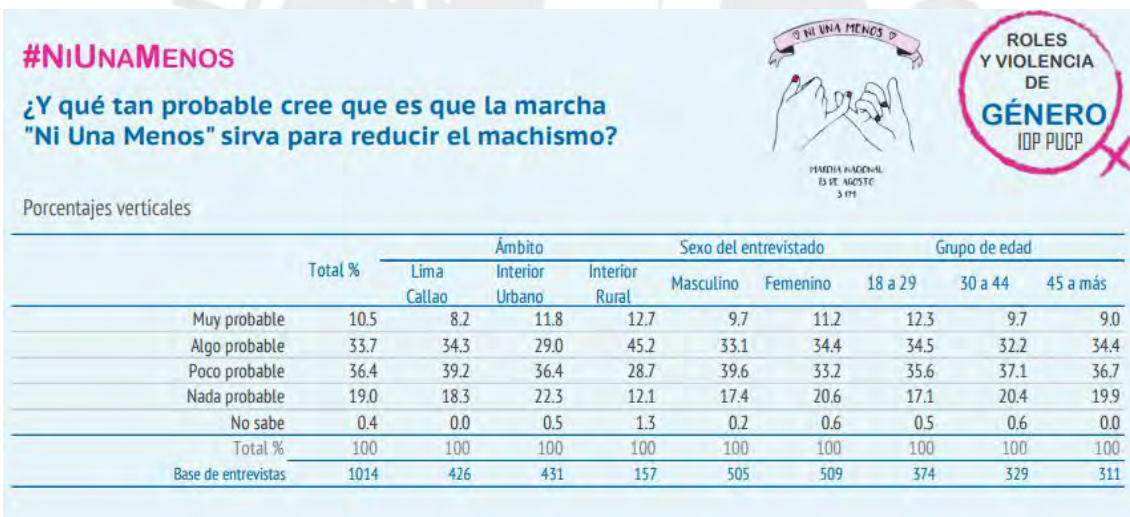 #NIUNAMENOS
¿Y qué tan probable cree que es que la marcha
"Ni Una Menos" sirva para reducir el machismo?
NI UNA MENOS
MARCHA NACIONAL
13 DE AGOSTO
3 PM
ROLES
Y VIOLENCIA
DE
GÉNERO
IOP PUCP
Porcentajes verticales
Total % Ámbito Sexo del entrevistado Grupo de edad
Lima Callao Interior Urbano Interior Rural Masculino Femenino 18 a 29 30 a 44 45 a más
Muy probable 10.5 8.2 11.8 12.7 9.7 11.2 12.3 9.7 9.0
Algo probable 33.7 34.3 29.0 45.2 33.1 34.4 34.5 32.2 34.4
Poco probable 36.4 39.2 36.4 28.7 39.6 33.2 35.6 37.1 36.7
Nada probable 19.0 18.3 22.3 12.1 17.4 20.6 17.1 20.4 19.9
No sabe 0.4 0.0 0.5 1.3 0.2 0.6 0.5 0.6 0.0
Total % 100 100 100 100 100 100 100 100 100
Base de entrevistas 1014 426 431 157 505 509 374 329 311